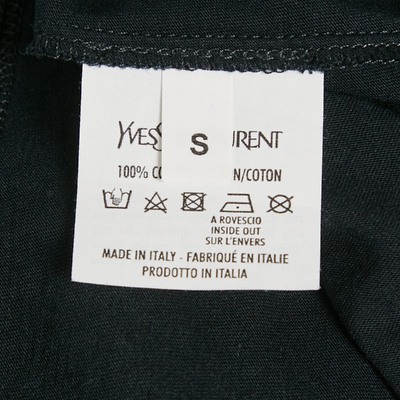 YVES S URENT
S
100% CO N/COTON
A ROVESCIO
INSIDE OUT
SUR L'ENVERS
MADE IN ITALY - FABRIQUÉ EN ITALIE
PRODOTTO IN ITALIA